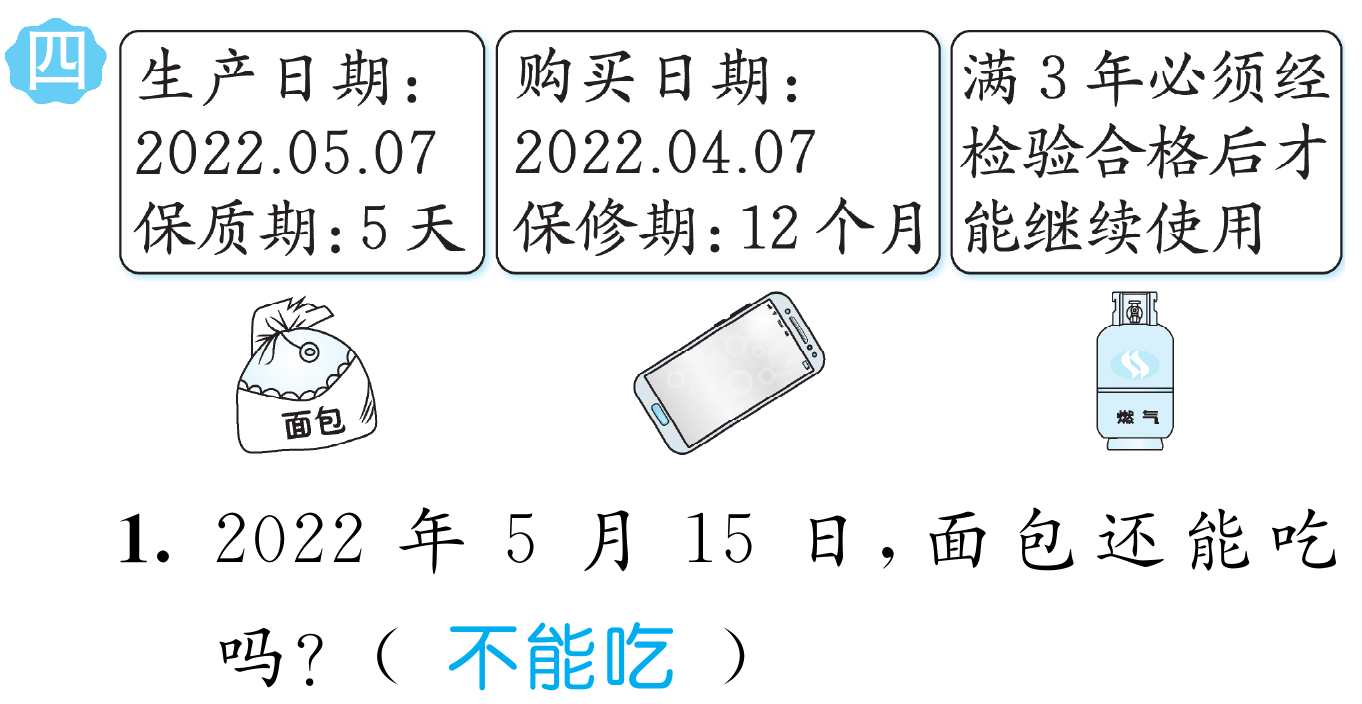 四
生产日期：
2022.05.07
保质期：5天
购买日期：
2022.04.07
保修期：12个月
满3年必须经
检验合格后才
能继续使用
面包
燃气
1. 2022年5月15日，面包还能吃
吗？（不能吃）